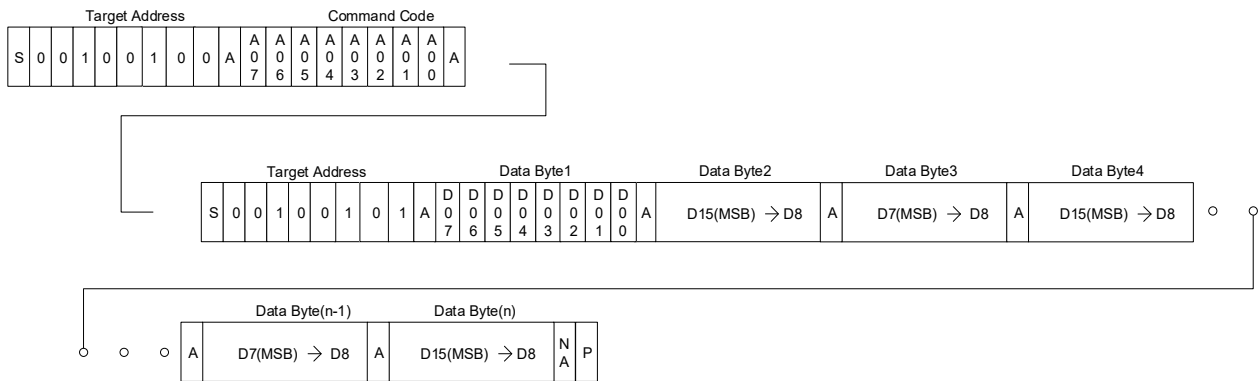 Target Address Command Code
S 0 0 1 0 0 1 0 0 A A07 A06 A05 A04 A03 A02 A01 A00 A
Target Address Data Byte1 Data Byte2 Data Byte3 Data Byte4
S 0 0 1 0 0 1 0 1 A D07 D06 D05 D04 D03 D02 D01 D00 A D15(MSB) → D8 A D7(MSB) → D8 A D15(MSB) → D8
Data Byte(n-1) Data Byte(n)
A D7(MSB) → D8 A D15(MSB) → D8 NA P